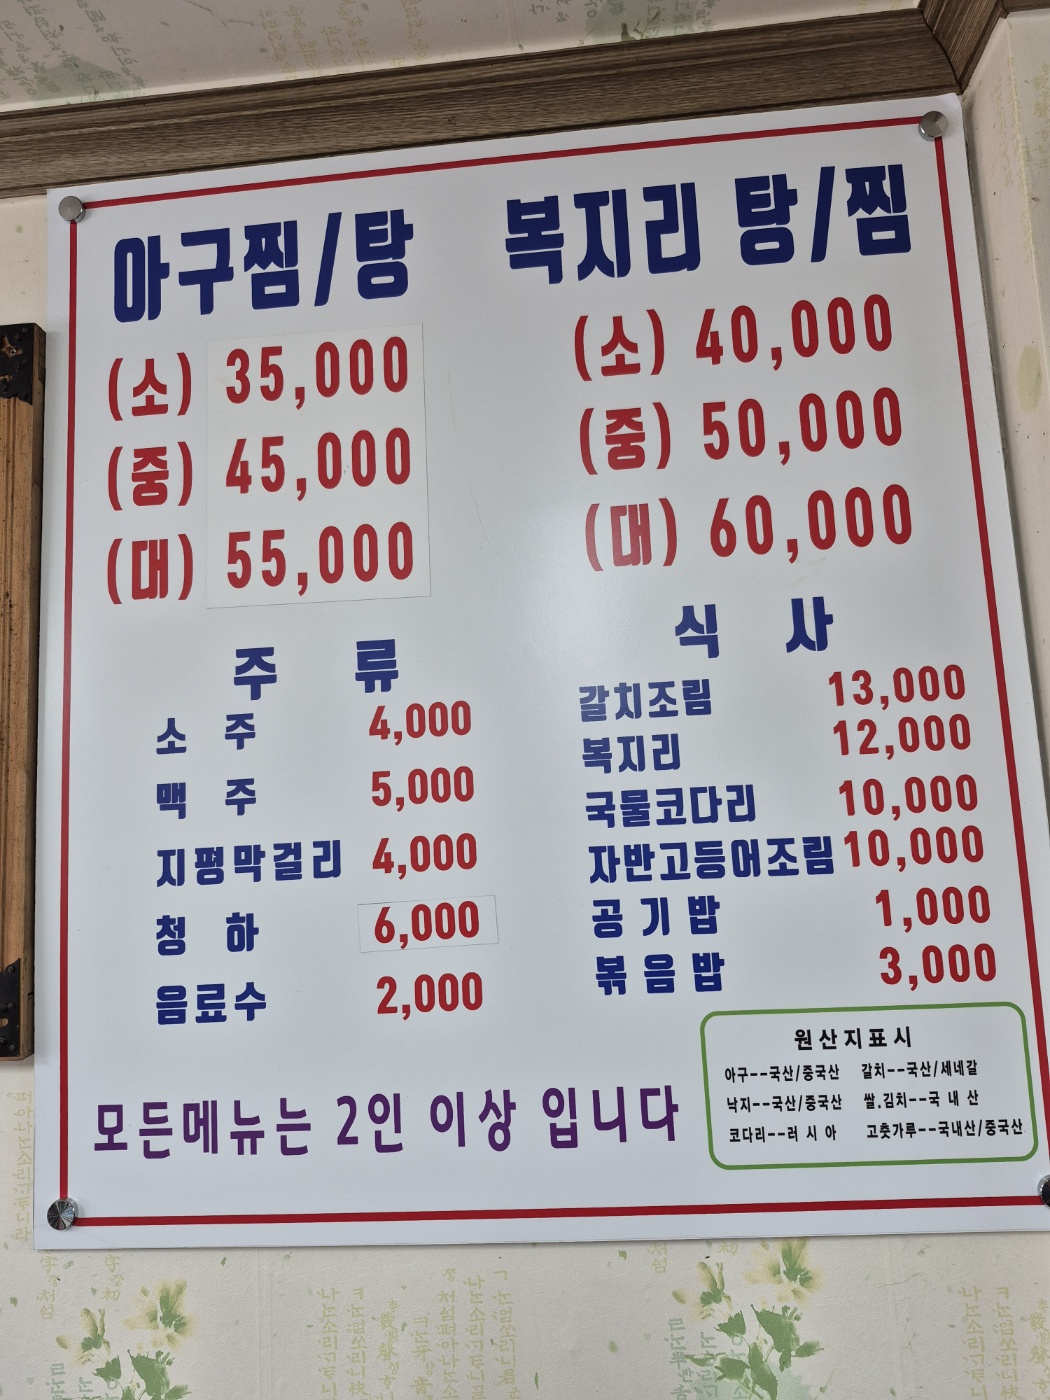 아구찜/탕
(소) 35,000
(중) 45,000
(대) 55,000
복지리 탕/찜
(소) 40,000
(중) 50,000
(대) 60,000
주 류
소 주 4,000
맥 주 5,000
지평막걸리 4,000
청 하 6,000
음료수 2,000
식 사
갈치조림 13,000
복지리 12,000
국물코다리 10,000
자반고등어조림 10,000
공 기 밥 1,000
볶 음 밥 3,000
모든메뉴는 2인 이상 입니다
원산지표시
아구--국산/중국산 갈치--국산/세네갈
낙지--국산/중국산 쌀.김치--국 내 산
코다리--러 시 아 고춧가루--국내산/중국산